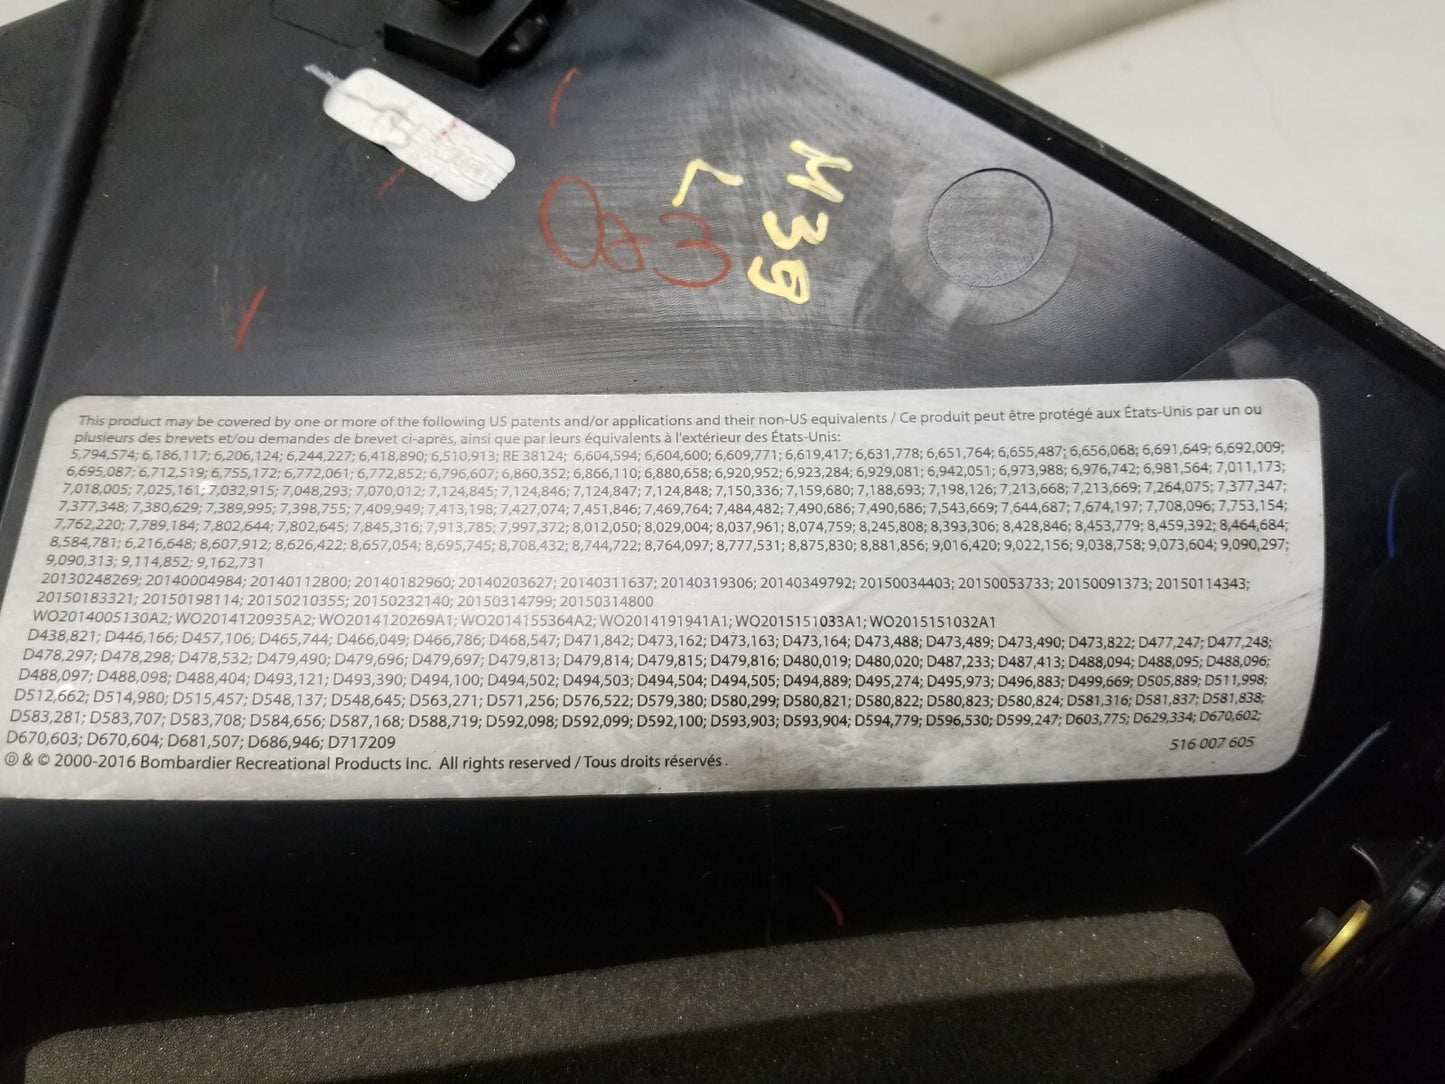 M39
L
083
This product may be covered by one or more of the following US patents and/or applications and their non-US equivalents / Ce produit peut être protégé aux États-Unis par un ou
plusieurs des brevets et/ou demandes de brevet ci-après, ainsi que par leurs équivalents à l'extérieur des États-Unis:
5,794,574; 6,186,117; 6,206,124; 6,244,227; 6,418,890; 6,510,913; RE 38124; 6,604,594; 6,604,600; 6,609,771; 6,619,417; 6,631,778; 6,651,764; 6,655,487; 6,656,068; 6,691,649; 6,692,009;
6,695,087; 6,712,519; 6,755,172; 6,772,061; 6,772,852; 6,796,607; 6,860,352; 6,866,110; 6,880,658; 6,920,952; 6,923,284; 6,929,081; 6,942,051; 6,973,988; 6,976,742; 6,981,564; 7,011,173;
7,018,005; 7,025,161; 7,032,915; 7,048,293; 7,070,012; 7,124,845; 7,124,846; 7,124,847; 7,124,848; 7,150,336; 7,159,680; 7,188,693; 7,198,126; 7,213,668; 7,213,669; 7,264,075; 7,377,347;
7,377,348; 7,380,629; 7,389,995; 7,398,755; 7,409,949; 7,413,198; 7,427,074; 7,451,846; 7,469,764; 7,484,482; 7,490,686; 7,490,686; 7,543,669; 7,644,687; 7,674,197; 7,708,096; 7,753,154;
7,762,220; 7,789,184; 7,802,644; 7,802,645; 7,845,316; 7,913,785; 7,997,372; 8,012,050; 8,029,004; 8,037,961; 8,074,759; 8,245,808; 8,393,306; 8,428,846; 8,453,779; 8,459,392; 8,464,684;
8,584,781; 6,216,648; 8,607,912; 8,626,422; 8,657,054; 8,695,745; 8,708,432; 8,744,722; 8,764,097; 8,777,531; 8,875,830; 8,881,856; 9,016,420; 9,022,156; 9,038,758; 9,073,604; 9,090,297;
9,090,313; 9,114,852; 9,162,731
20130248269; 20140004984; 20140112800; 20140182960; 20140203627; 20140311637; 20140319306; 20140349792; 20150034403; 20150053733; 20150091373; 20150114343;
20150183321; 20150198114; 20150210355; 20150232140; 20150314799; 20150314800
WO2014005130A2; WO2014120935A2; WO2014120269A1; WO2014155364A2; WO2014191941A1; WO2015151033A1; WO2015151032A1
D438,821; D446,166; D457,106; D465,744; D466,049; D466,786; D468,547; D471,842; D473,162; D473,163; D473,164; D473,488; D473,489; D473,490; D473,822; D477,247; D477,248;
D478,297; D478,298; D478,532; D479,490; D479,696; D479,697; D479,813; D479,814; D479,815; D479,816; D480,019; D480,020; D487,233; D487,413; D488,094; D488,095; D488,096;
D488,097; D488,098; D488,404; D493,121; D493,390; D494,100; D494,502; D494,503; D494,504; D494,505; D494,889; D495,274; D495,973; D496,883; D499,669; D505,889; D511,998;
D512,662; D514,980; D515,457; D548,137; D548,645; D563,271; D571,256; D576,522; D579,380; D580,299; D580,821; D580,822; D580,823; D580,824; D581,316; D581,837; D581,838;
D583,281; D583,707; D583,708; D584,656; D587,168; D588,719; D592,098; D592,099; D592,100; D593,903; D593,904; D594,779; D596,530; D599,247; D603,775; D629,334; D670,602;
D670,603; D670,604; D681,507; D686,946; D717209
516 007 605
Ⓓ & © 2000-2016 Bombardier Recreational Products Inc. All rights reserved / Tous droits réservés .